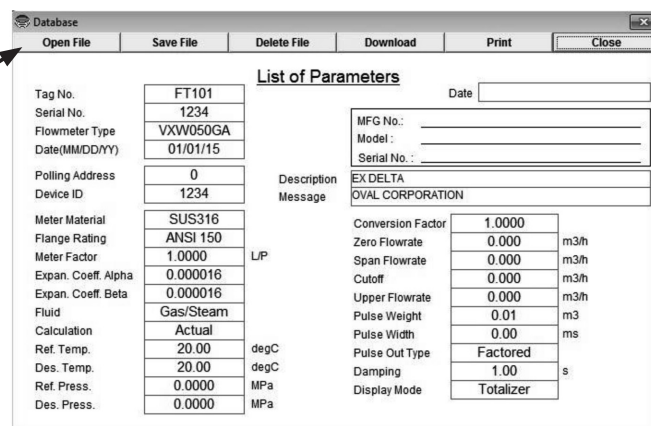 Database
Open File Save File Delete File Download Print Close
List of Parameters
Date
Tag No. FT101
Serial No. 1234
Flowmeter Type VXW050GA
Date(MM/DD/YY) 01/01/15
MFG No.:
Model :
Serial No. :
Polling Address 0
Device ID 1234
Description EX DELTA
Message OVAL CORPORATION
Meter Material SUS316
Flange Rating ANSI 150
Meter Factor 1.0000 L/P
Expan. Coeff. Alpha 0.000016
Expan. Coeff. Beta 0.000016
Fluid Gas/Steam
Calculation Actual
Ref. Temp. 20.00 degC
Des. Temp. 20.00 degC
Ref. Press. 0.0000 MPa
Des. Press. 0.0000 MPa
Conversion Factor 1.0000
Zero Flowrate 0.000 m3/h
Span Flowrate 0.000 m3/h
Cutoff 0.000 m3/h
Upper Flowrate 0.000 m3/h
Pulse Weight 0.01 m3
Pulse Width 0.00 ms
Pulse Out Type Factored
Damping 1.00 s
Display Mode Totalizer